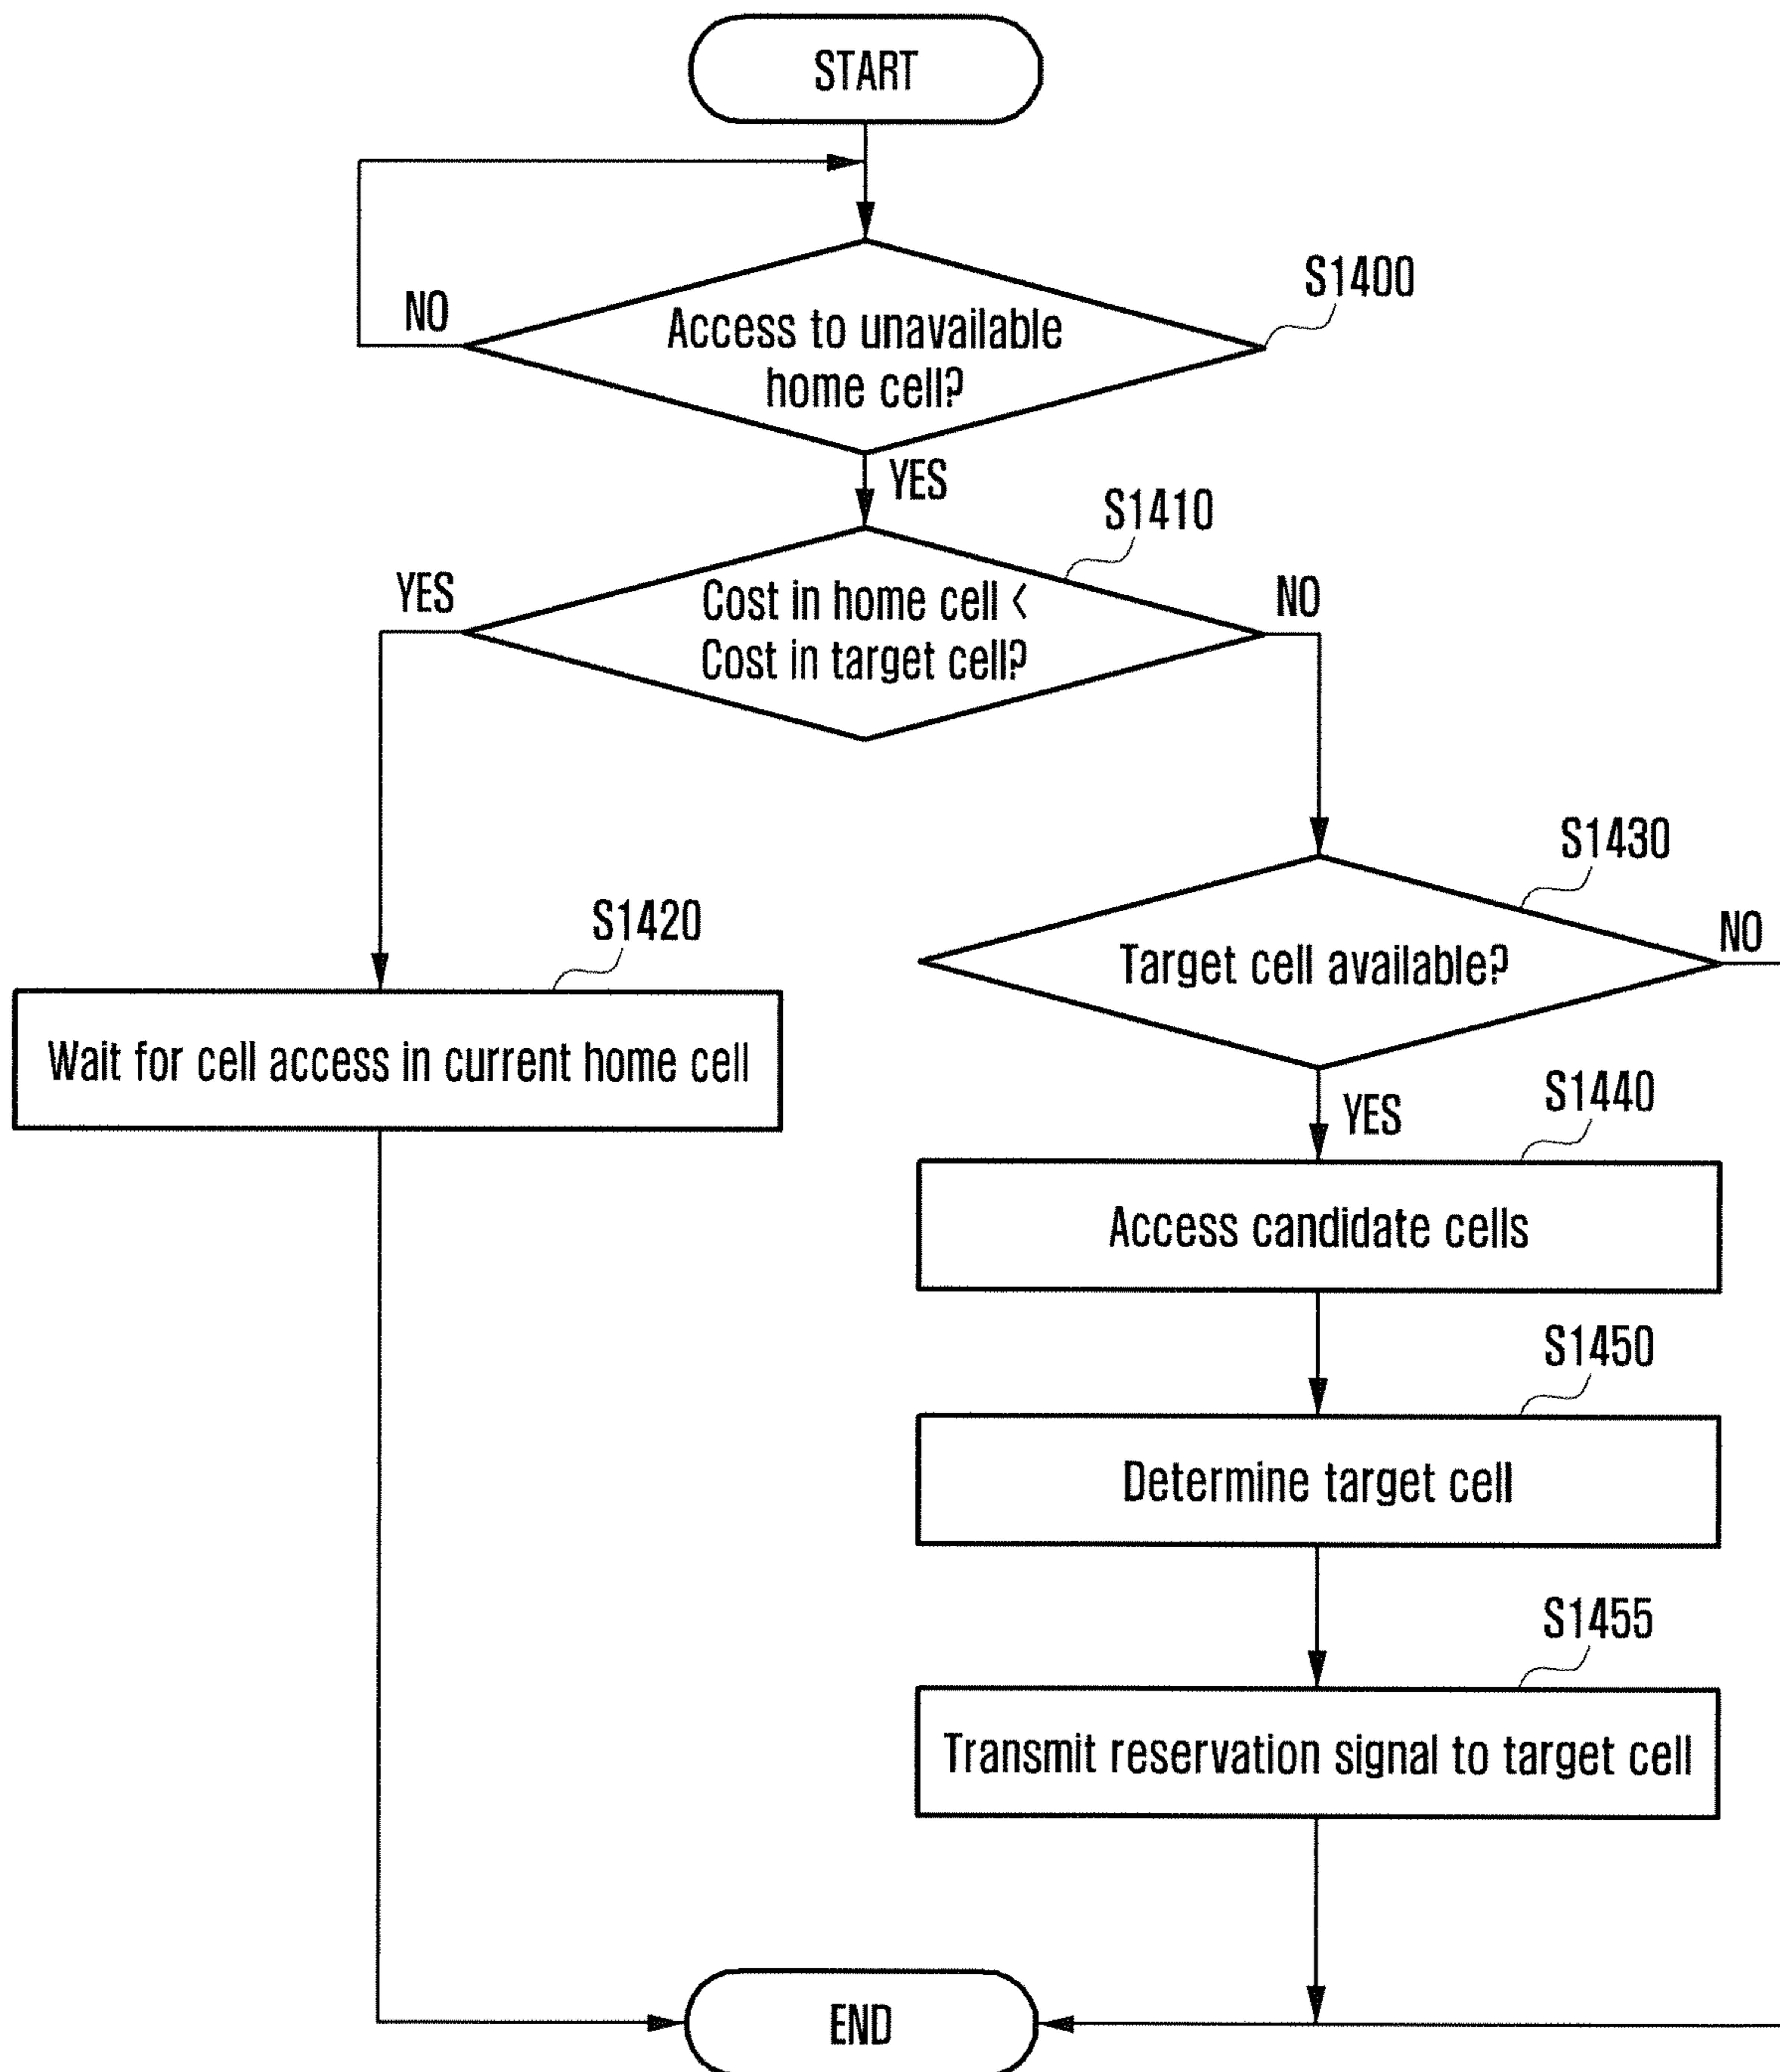 START
S1400
NO
Access to unavailable
home cell?
YES
S1410
YES
Cost in home cell <
Cost in target cell?
NO
S1430
S1420
NO
Target cell available?
Wait for cell access in current home cell
YES
S1440
Access candidate cells
S1450
Determine target cell
S1455
Transmit reservation signal to target cell
END